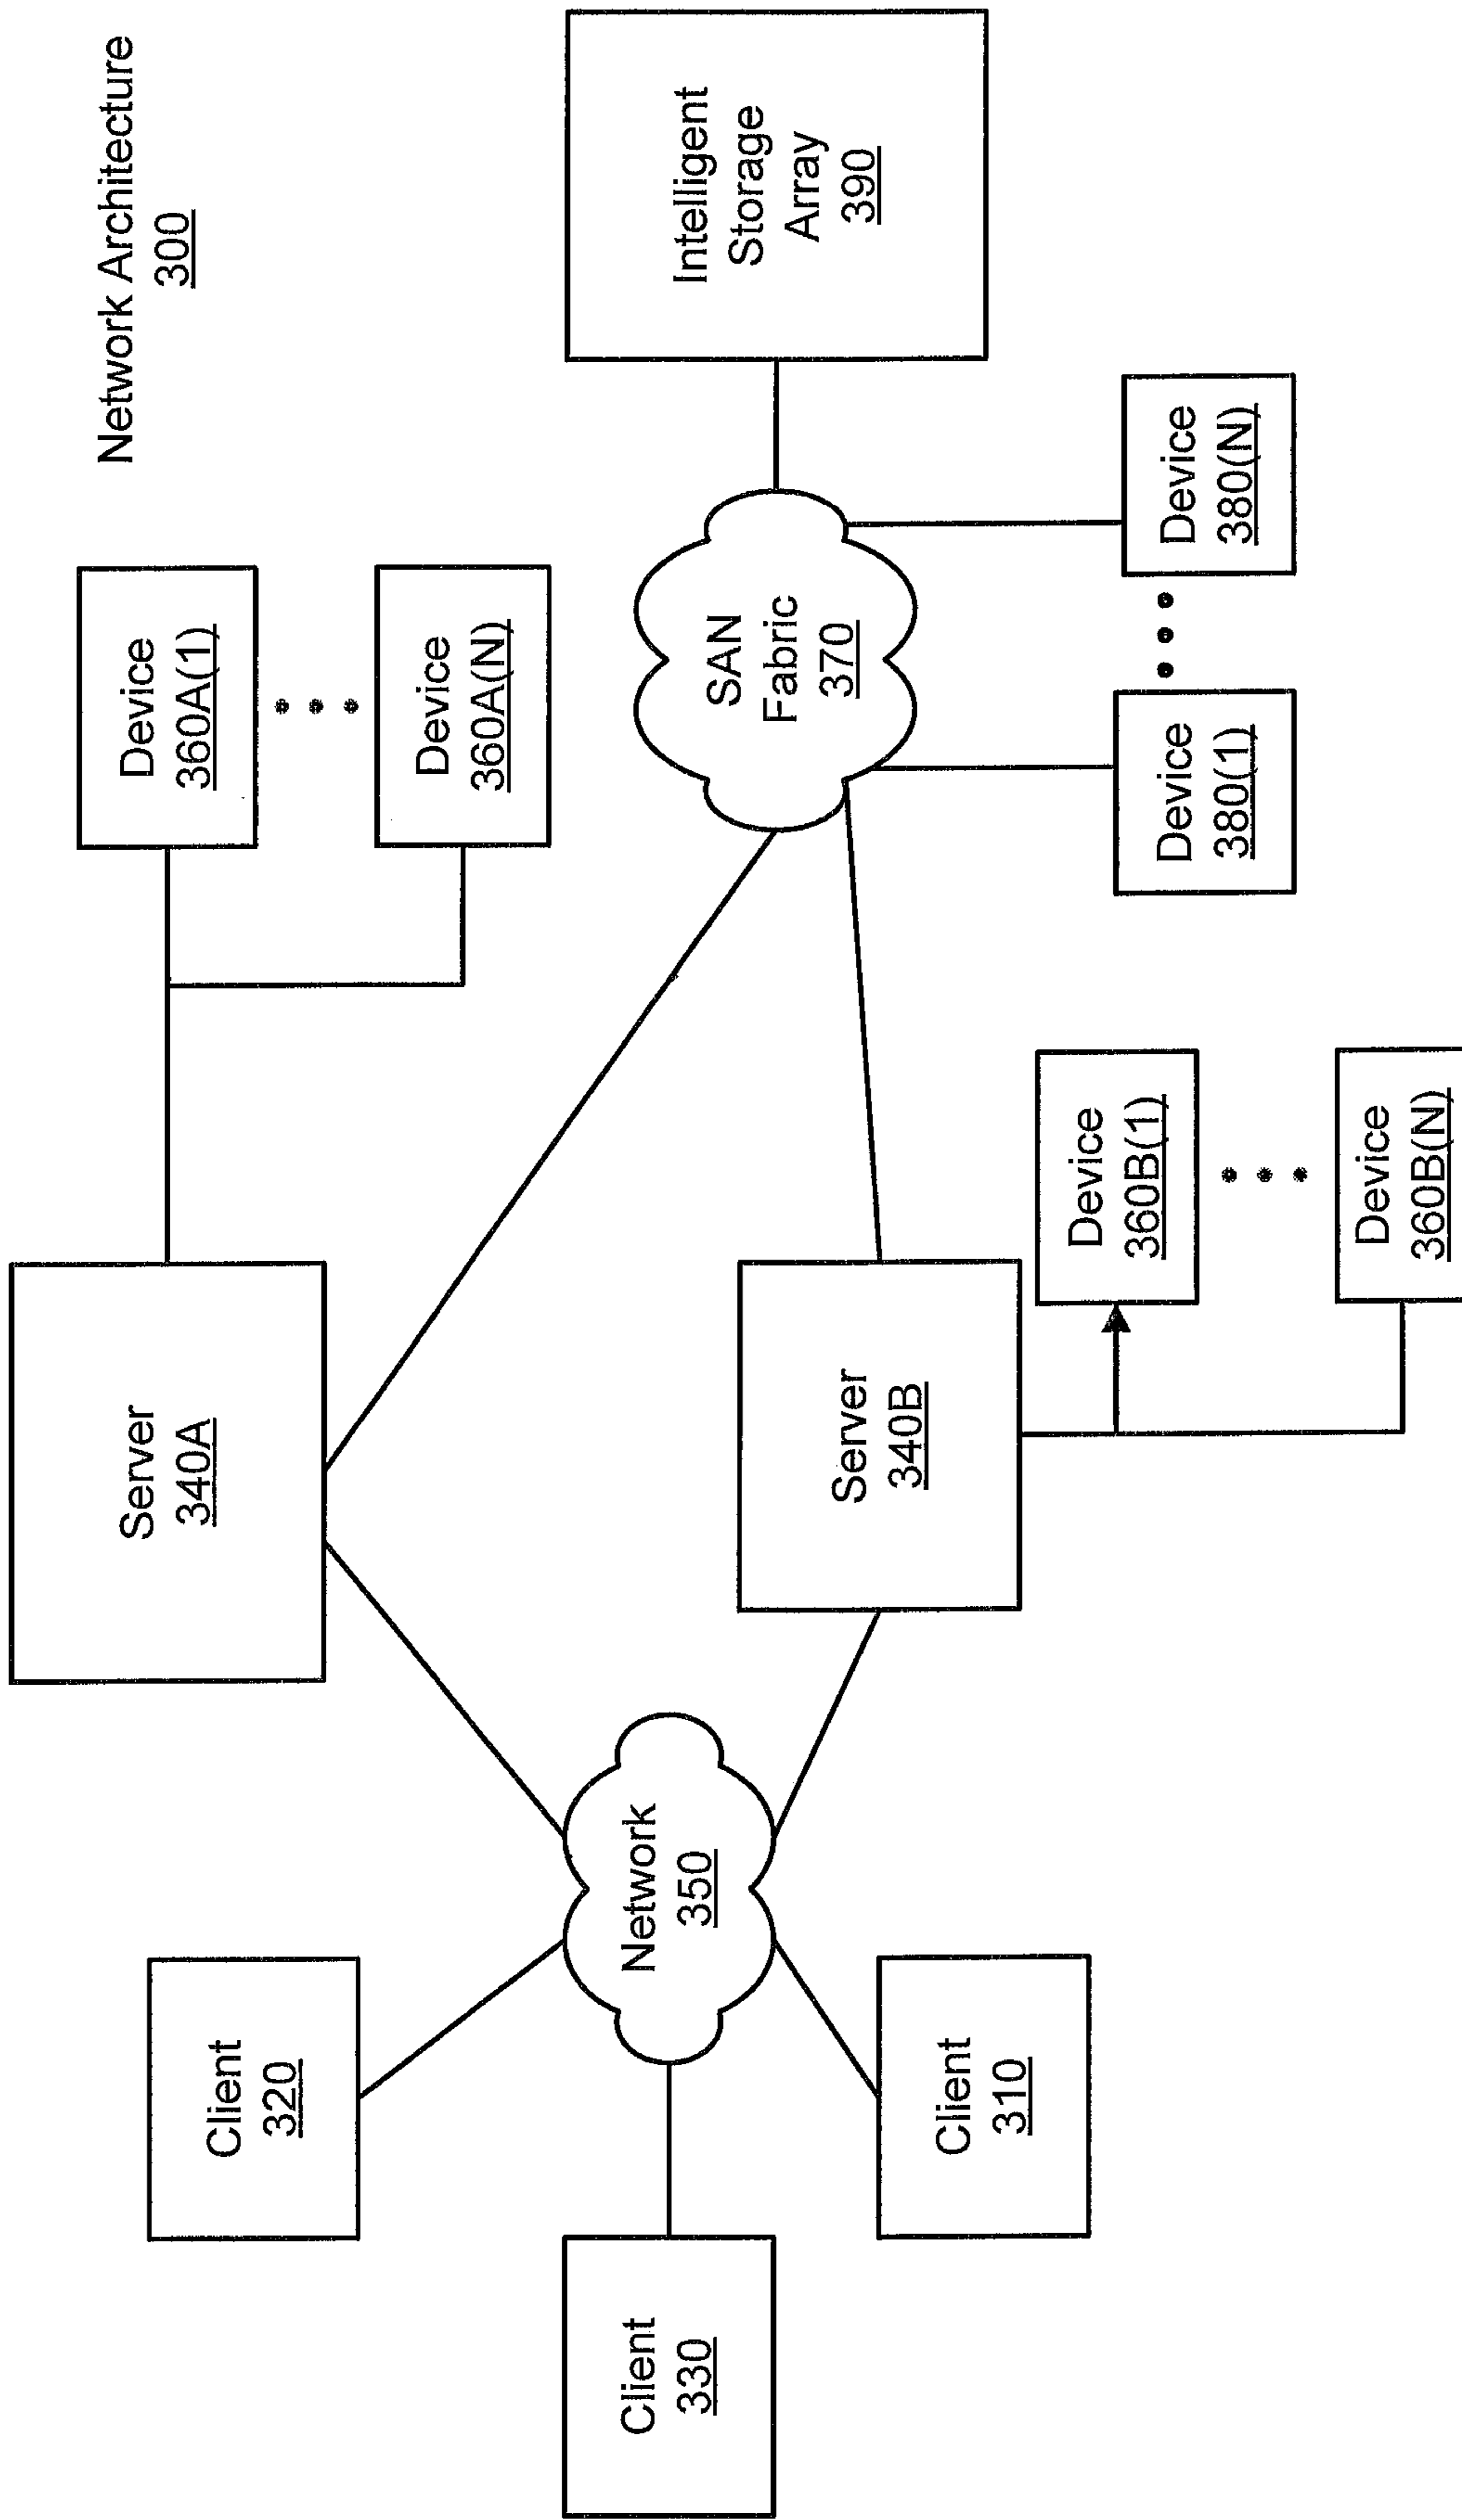 Network Architecture
300
Client
320
Client
330
Client
310
Network
350
Server
340A
Server
340B
Device
360A(1)
Device
360A(N)
Device
360B(1)
Device
360B(N)
SAN
Fabric
370
Device
380(1)
Device
380(N)
Intelligent
Storage
Array
390